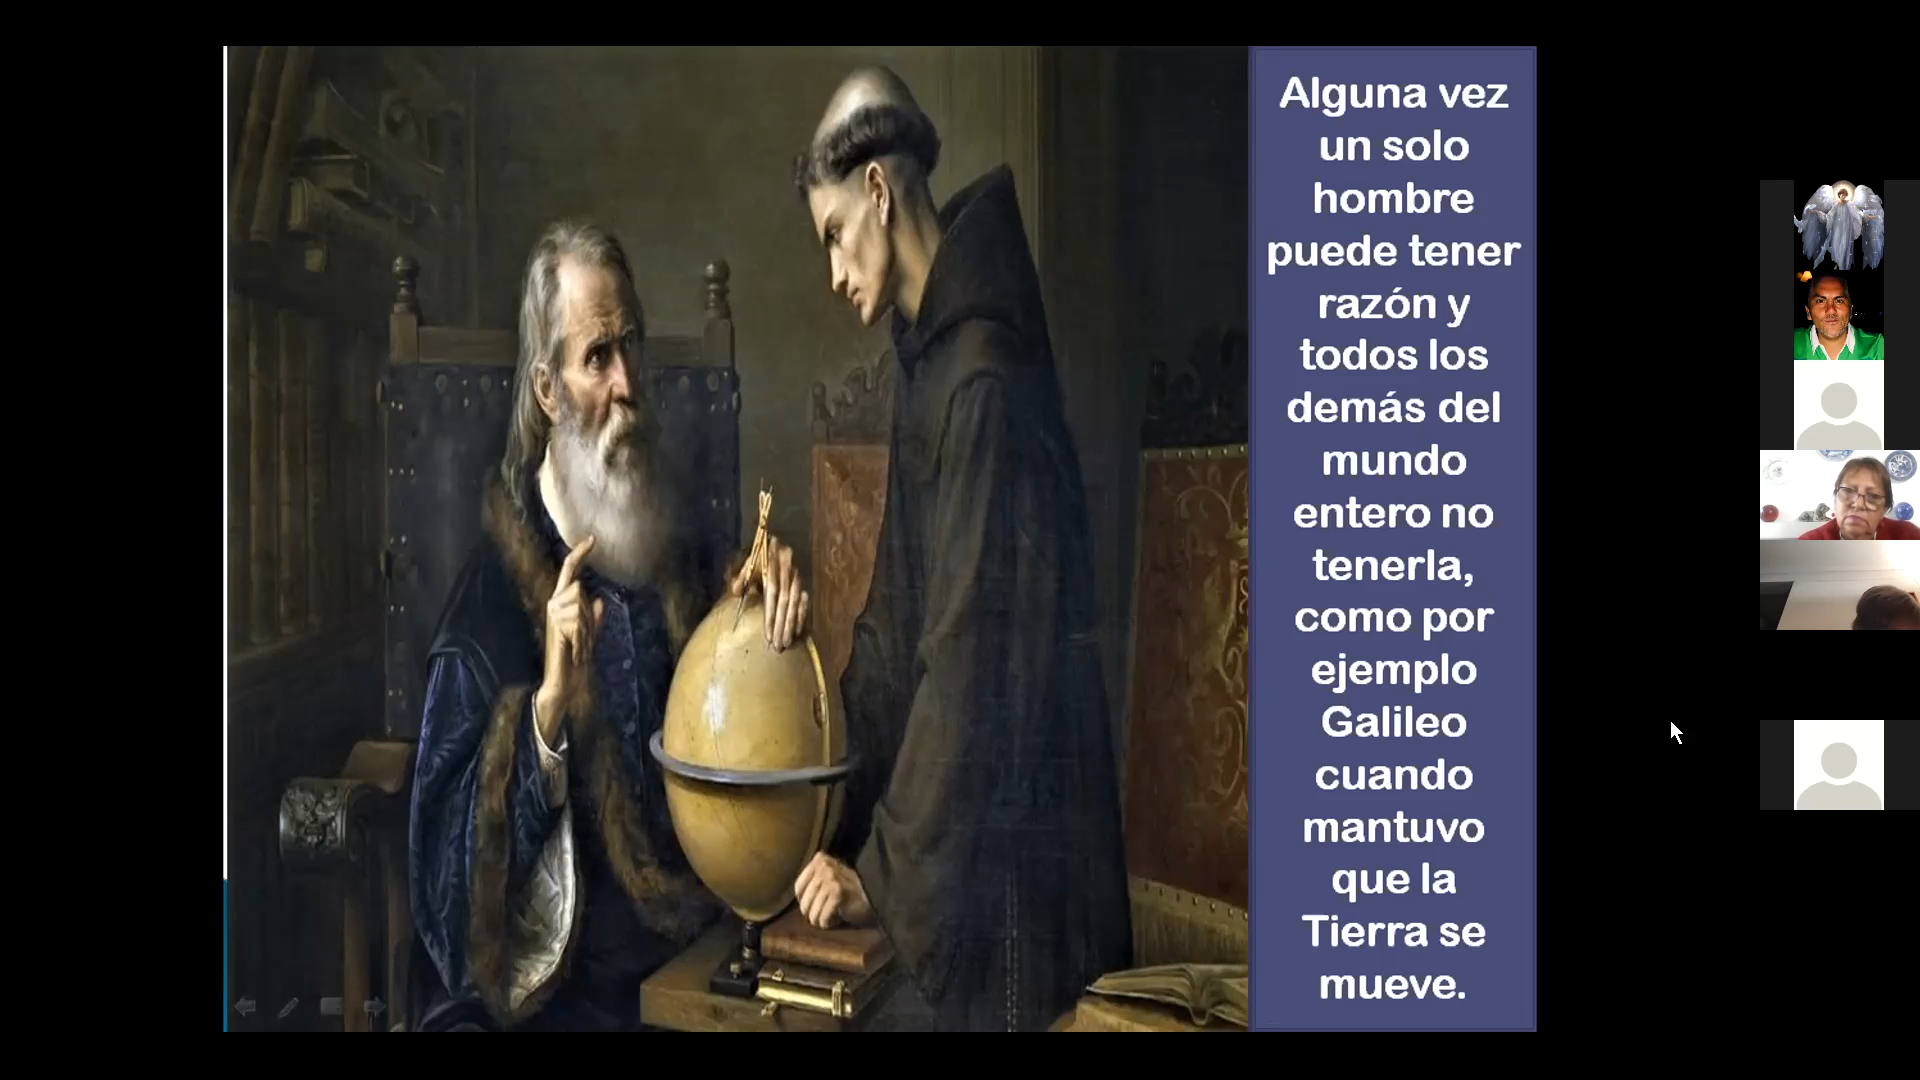 Alguna vez
un solo
hombre
puede tener
razón y
todos los
demás del
mundo
entero no
tenerla,
como por
ejemplo
Galileo
cuando
mantuvo
que la
Tierra se
mueve.